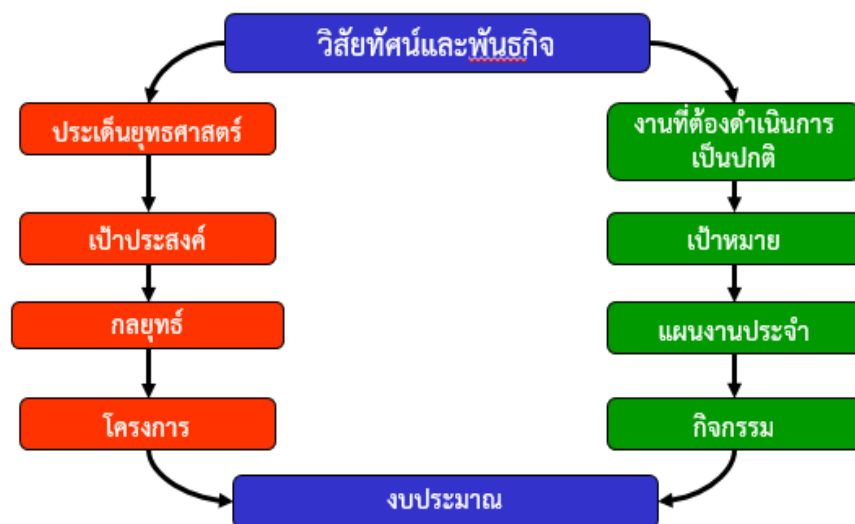 วิสัยทัศน์และพันธกิจ
ประเด็นยุทธศาสตร์
เป้าประสงค์
กลยุทธ์
โครงการ
งานที่ต้องดำเนินการ
เป็นปกติ
เป้าหมาย
แผนงานประจำ
กิจกรรม
งบประมาณ